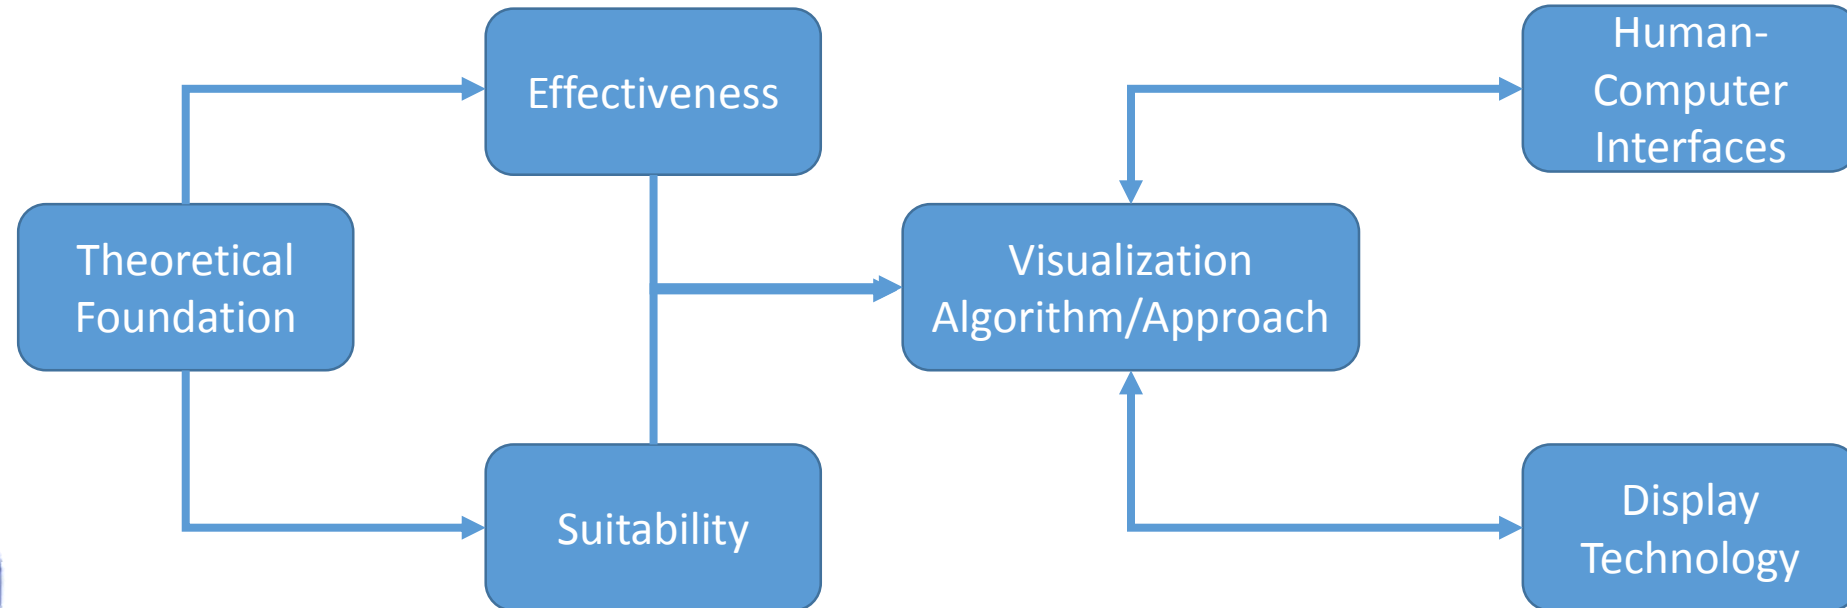 Effectiveness
Theoretical
Foundation
Suitability
Visualization
Algorithm/Approach
Human-
Computer
Interfaces
Display
Technology